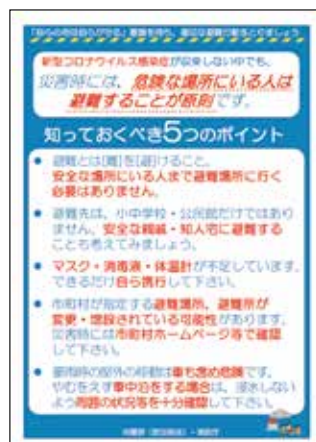 「自らの命は自らが守る」意識を持ち、適切な避難行動をとりましょう
新型コロナウイルス感染症が収束しない中でも、
災害時には、危険な場所にいる人は
避難することが原則です。
知っておくべき5つのポイント
● 避難とは[難]を[避]けること。
安全な場所にいる人まで避難場所に行く
必要はありません。
● 避難先は、小中学校・公民館だけではあり
ません。安全な親戚・知人宅に避難する
ことも考えてみましょう。
● マスク・消毒液・体温計が不足しています。
できるだけ自ら携行して下さい。
● 市町村が指定する避難場所、避難所が
変更・増設されている可能性があります。
災害時には市町村ホームページ等で確認
して下さい。
● 豪雨時の屋外の移動は車も含め危険です。
やむをえず車中泊をする場合は、浸水しない
よう周囲の状況等を十分確認して下さい。
内閣府(防災担当)・消防庁